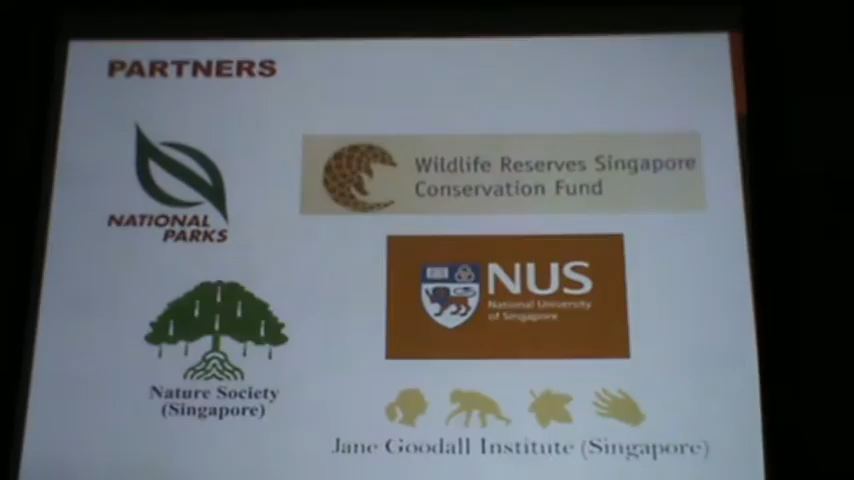 PARTNERS
NATIONAL
PARKS
Wildlife Reserves Singapore
Conservation Fund
NUS
National University
of Singapore
Nature Society
(Singapore)
Jane Goodall Institute (Singapore)